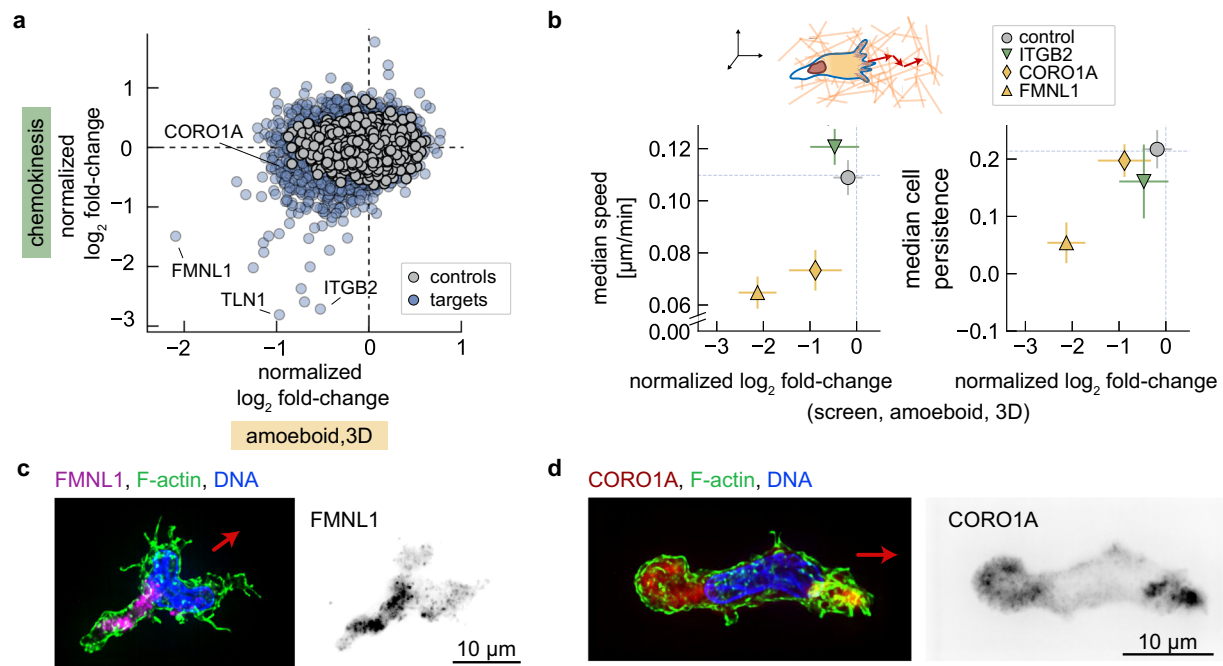 a
chemokinesis
normalized
log2 fold-change
1
0
−1
−2
−3
CORO1A
FMNL1
TLN1
ITGB2
controls
targets
−2
−1
0
1
normalized
log2 fold-change
amoeboid,3D
b
control
ITGB2
CORO1A
FMNL1
median speed
[µm/min]
0.12
0.10
0.08
0.06
0.00
−3
−2
−1
0
normalized log2 fold-change
median cell
persistence
0.2
0.1
0.0
−0.1
−3
−2
−1
0
normalized log2 fold-change
(screen, amoeboid, 3D)
c
FMNL1, F-actin, DNA
FMNL1
10 µm
d
CORO1A, F-actin, DNA
CORO1A
10 µm